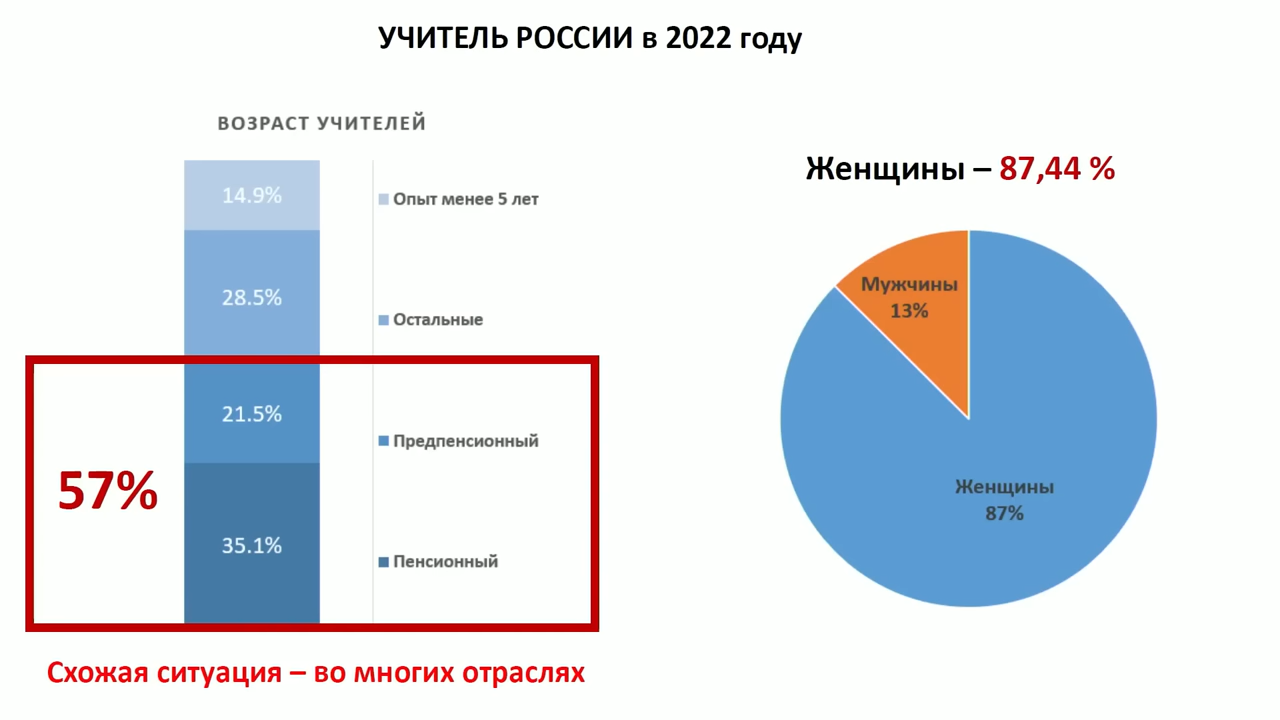 УЧИТЕЛЬ РОССИИ в 2022 году
ВОЗРАСТ УЧИТЕЛЕЙ
14.9%
Опыт менее 5 лет
28.5%
Остальные
21.5%
Предпенсионный
57%
35.1%
Пенсионный
Схожая ситуация – во многих отраслях
Женщины – 87,44 %
Мужчины
13%
Женщины
87%